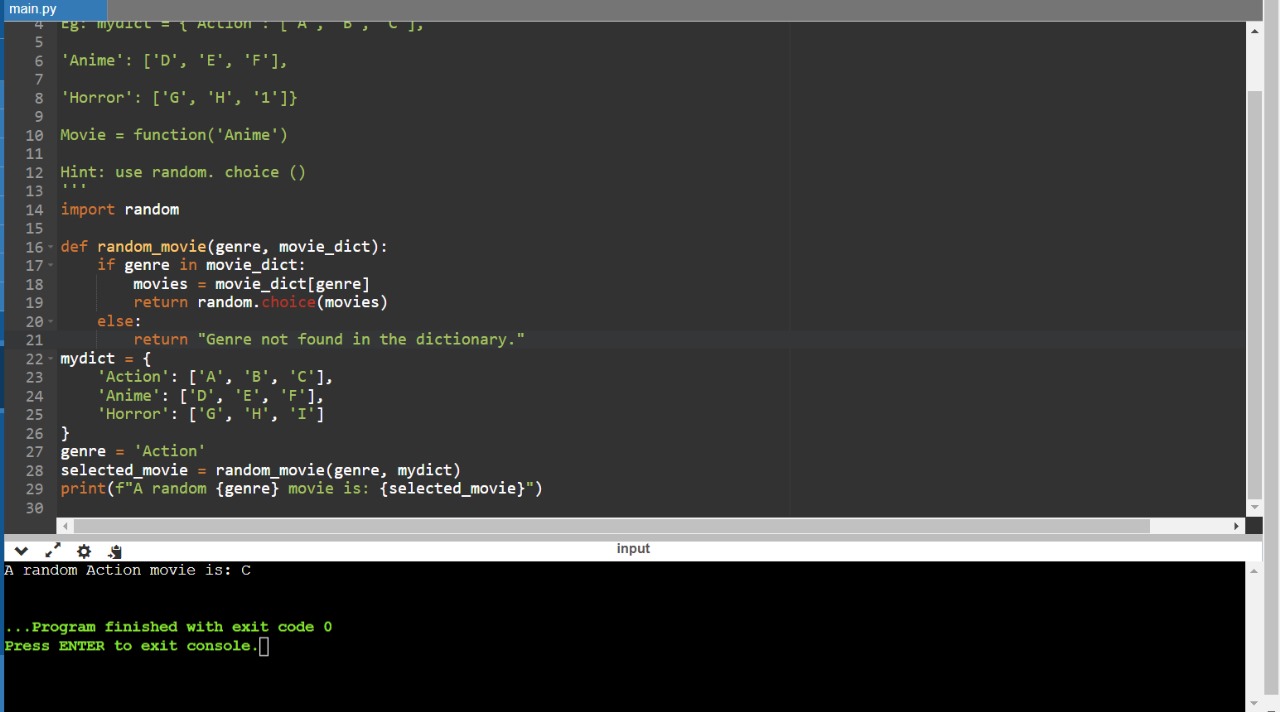 main.py
4 Eg: mydict = { 'Action': ['A', 'B', 'C'],
5
6 'Anime': ['D', 'E', 'F'],
7
8 'Horror': ['G', 'H', '1']}
9
10 Movie = function('Anime')
11
12 Hint: use random. choice ()
13 '''
14 import random
15
16 def random_movie(genre, movie_dict):
17     if genre in movie_dict:
18         movies = movie_dict[genre]
19         return random.choice(movies)
20     else:
21         return "Genre not found in the dictionary."
22 mydict = {
23     'Action': ['A', 'B', 'C'],
24     'Anime': ['D', 'E', 'F'],
25     'Horror': ['G', 'H', 'I']
26 }
27 genre = 'Action'
28 selected_movie = random_movie(genre, mydict)
29 print(f"A random {genre} movie is: {selected_movie}")
30
input
A random Action movie is: C
...Program finished with exit code 0
Press ENTER to exit console.